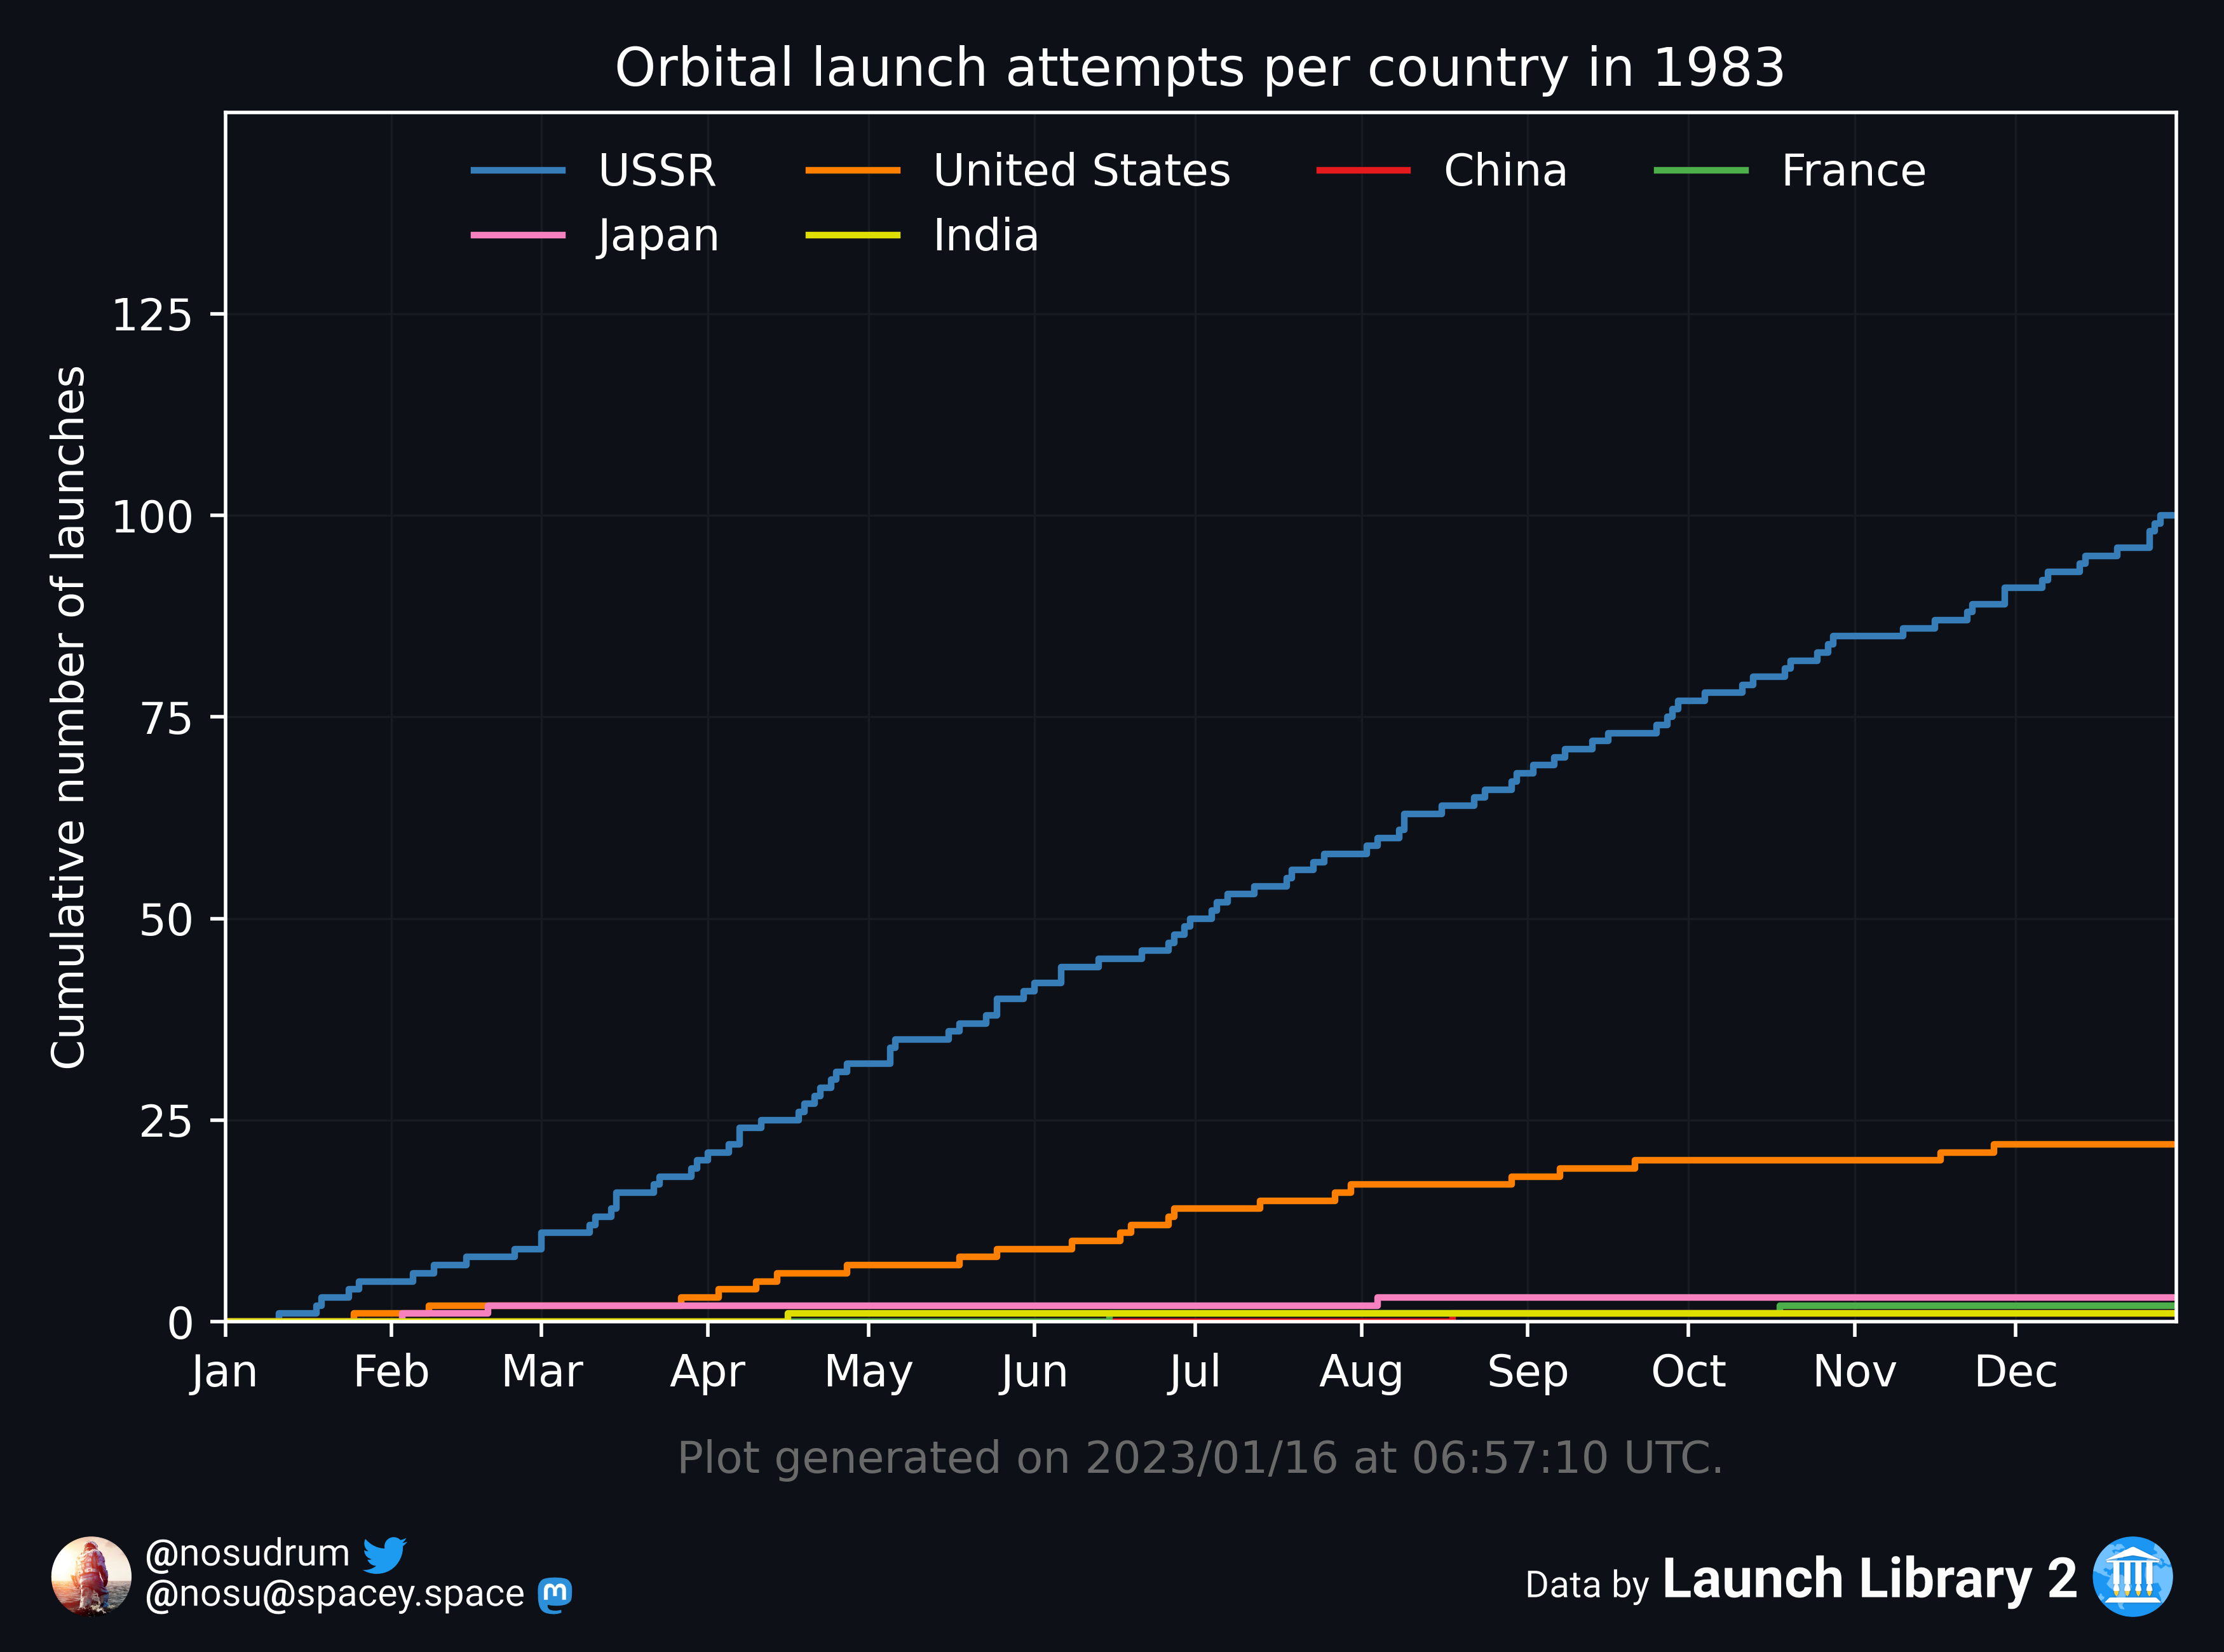 Orbital launch attempts per country in 1983
USSR United States China France
Japan India
Cumulative number of launches
125
100
75
50
25
0
Jan Feb Mar Apr May Jun Jul Aug Sep Oct Nov Dec
Plot generated on 2023/01/16 at 06:57:10 UTC.
@nosudrum
@nosu@spacey.space
Data by Launch Library 2